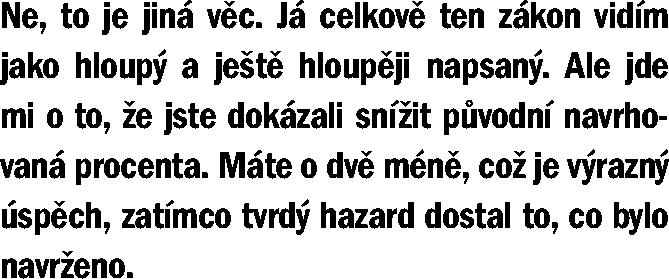 Ne, to je jiná věc. Já celkově ten zákon vidím
jako hloupý a ještě hloupěji napsaný. Ale jde
mi o to, že jste dokázali snížit původní navrho-
vaná procenta. Máte o dvě méně, což je výrazný
úspěch, zatímco tvrdý hazard dostal to, co bylo
navrženo.